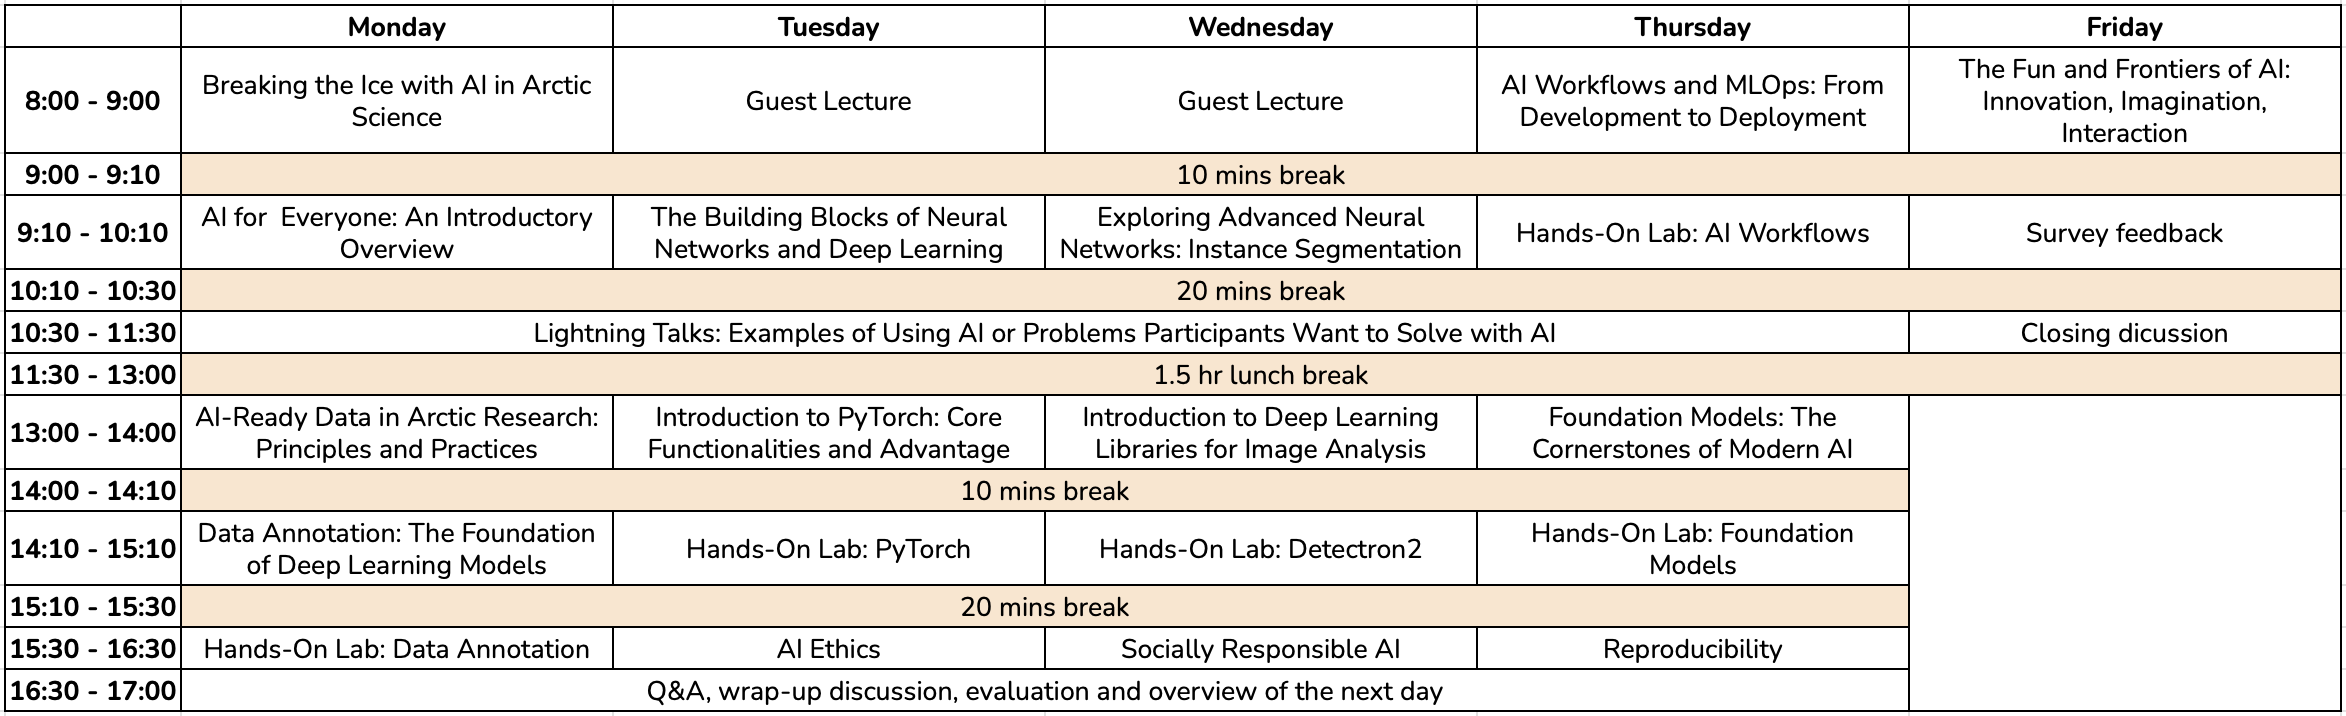 Monday
Tuesday
Wednesday
Thursday
Friday
8:00 - 9:00
Breaking the Ice with AI in Arctic
Science
Guest Lecture
Guest Lecture
AI Workflows and MLOps: From
Development to Deployment
The Fun and Frontiers of AI:
Innovation, Imagination,
Interaction
9:00 - 9:10
10 mins break
9:10 - 10:10
AI for  Everyone: An Introductory
Overview
The Building Blocks of Neural
Networks and Deep Learning
Exploring Advanced Neural
Networks: Instance Segmentation
Hands-On Lab: AI Workflows
Survey feedback
10:10 - 10:30
20 mins break
10:30 - 11:30
Lightning Talks: Examples of Using AI or Problems Participants Want to Solve with AI
Closing dicussion
11:30 - 13:00
1.5 hr lunch break
13:00 - 14:00
AI-Ready Data in Arctic Research:
Principles and Practices
Introduction to PyTorch: Core
Functionalities and Advantage
Introduction to Deep Learning
Libraries for Image Analysis
Foundation Models: The
Cornerstones of Modern AI
14:00 - 14:10
10 mins break
14:10 - 15:10
Data Annotation: The Foundation
of Deep Learning Models
Hands-On Lab: PyTorch
Hands-On Lab: Detectron2
Hands-On Lab: Foundation
Models
15:10 - 15:30
20 mins break
15:30 - 16:30
Hands-On Lab: Data Annotation
AI Ethics
Socially Responsible AI
Reproducibility
16:30 - 17:00
Q&A, wrap-up discussion, evaluation and overview of the next day